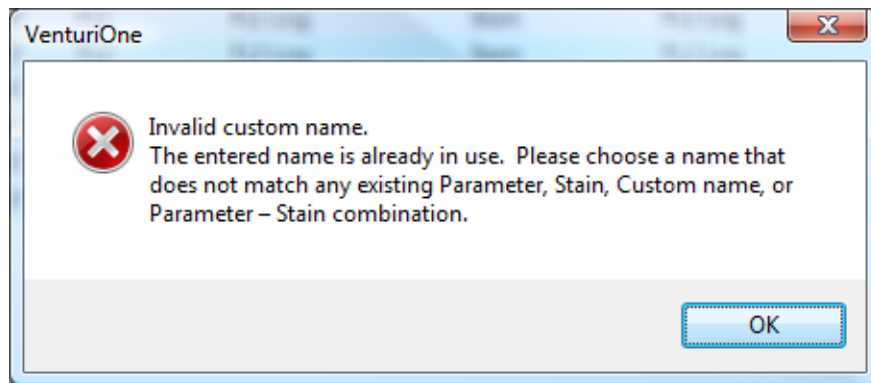 VenturiOne
Invalid custom name.
The entered name is already in use.  Please choose a name that
does not match any existing Parameter, Stain, Custom name, or
Parameter – Stain combination.
OK